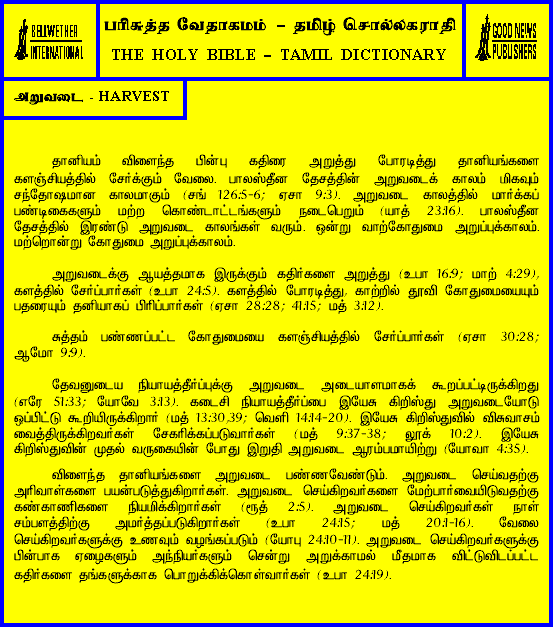 BELLWETHER
INTERNATIONAL
பரிசுத்த வேதாகமம் – தமிழ் சொல்லகராதி
THE HOLY BIBLE – TAMIL DICTIONARY
GOOD NEWS
PUBLISHERS
அறுவடை - HARVEST
தானியம் விளைந்த பின்பு கதிரை அறுத்து போரடித்து தானியங்களை
களஞ்சியத்தில் சேர்க்கும் வேலை. பாலஸ்தீன தேசத்தின் அறுவடைக் காலம் மிகவும்
சந்தோஷமான காலமாகும் (சங் 126:5-6; ஏசா 9:3). அறுவடை காலத்தில் மார்க்கப்
பண்டிகைகளும் மற்ற கொண்டாட்டங்களும் நடைபெறும் (யாத் 23:16). பாலஸ்தீன
தேசத்தில் இரண்டு அறுவடை காலங்கள் வரும். ஒன்று வாற்கோதுமை அறுப்புக்காலம்.
மற்றொன்று கோதுமை அறுப்புக்காலம்.
அறுவடைக்கு ஆயத்தமாக இருக்கும் கதிர்களை அறுத்து (உபா 16:9; மாற் 4:29),
களத்தில் சேர்ப்பார்கள் (உபா 24:5). களத்தில் போரடித்து, காற்றில் தூவி கோதுமையையும்
பதரையும் தனியாகப் பிரிப்பார்கள் (ஏசா 28:28; 41:15; மத் 3:12).
சுத்தம் பண்ணப்பட்ட கோதுமையை களஞ்சியத்தில் சேர்ப்பார்கள் (ஏசா 30:28;
ஆமோ 9:9).
தேவனுடைய நியாயத்தீர்ப்புக்கு அறுவடை அடையாளமாகக் கூறப்பட்டிருக்கிறது
(எரே 51:33; யோவே 3:13). கடைசி நியாயத்தீர்ப்பை இயேசு கிறிஸ்து அறுவடையோடு
ஒப்பிட்டு கூறியிருக்கிறார் (மத் 13:30,39; வெளி 14:14-20). இயேசு கிறிஸ்துவில் விசுவாசம்
வைத்திருக்கிறவர்கள் சேகரிக்கப்படுவார்கள் (மத் 9:37-38; லூக் 10:2). இயேசு
கிறிஸ்துவின் முதல் வருகையின் போது இறுதி அறுவடை ஆரம்பமாயிற்று (யோவா 4:35).
விளைந்த தானியங்களை அறுவடை பண்ணவேண்டும். அறுவடை செய்வதற்கு
அரிவாள்களை பயன்படுத்துகிறார்கள். அறுவடை செய்கிறவர்களை மேற்பார்வையிடுவதற்கு
கண்காணிகளை நியமிக்கிறார்கள் (ரூத் 2:5). அறுவடை செய்கிறவர்கள் நாள்
சம்பளத்திற்கு அமர்த்தப்படுகிறார்கள் (உபா 24:15; மத் 20:1-16). வேலை
செய்கிறவர்களுக்கு உணவும் வழங்கப்படும் (யோபு 24:10-11). அறுவடை செய்கிறவர்களுக்கு
பின்பாக ஏழைகளும் அந்நியர்களும் சென்று அறுக்காமல் மீதமாக விட்டுவிடப்பட்ட
கதிர்களை தங்களுக்காக பொறுக்கிக்கொள்வார்கள் (உபா 24:19).